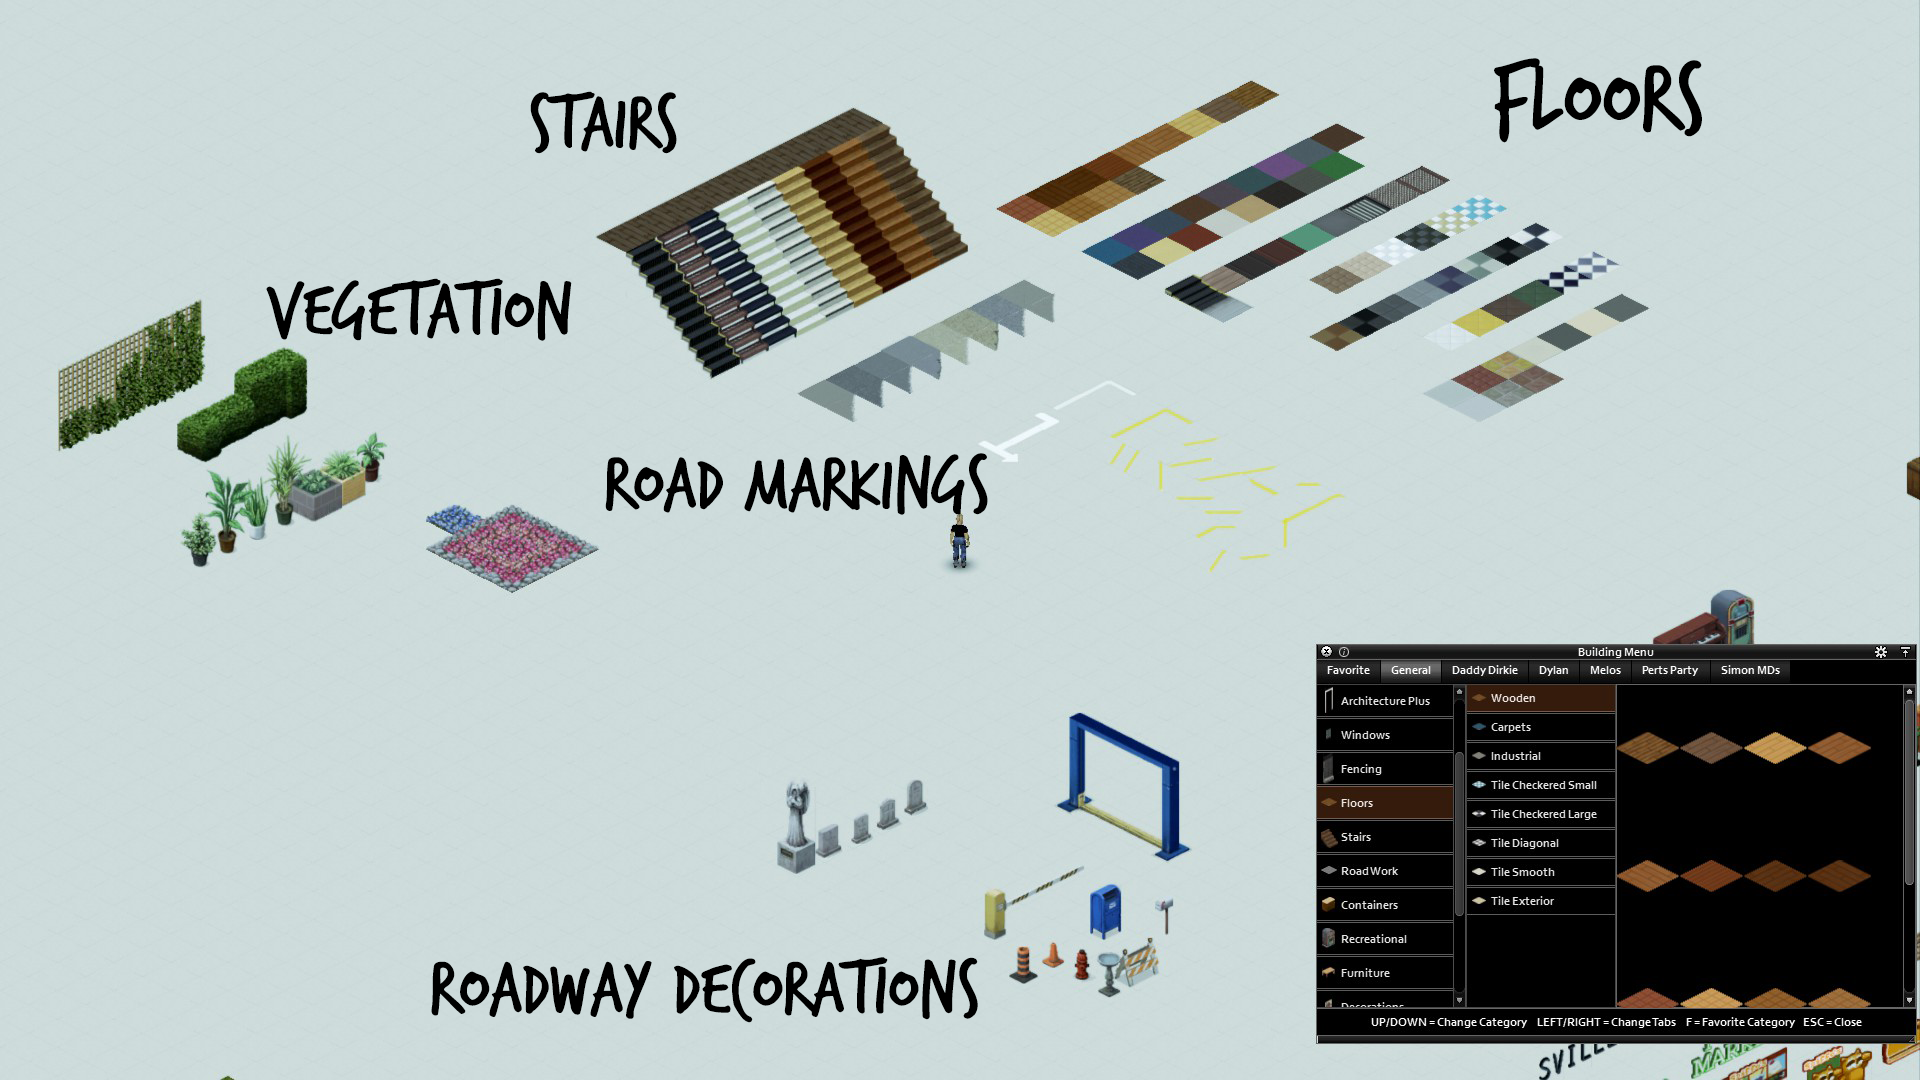 STAIRS
FLOORS
VEGETATION
ROAD MARKINGS
ROADWAY DECORATIONS
Building Menu
Favorite General Daddy Dirkie Dylan Melos Perts Party Simon MDs
Architecture Plus
Windows
Fencing
Floors
Stairs
Road Work
Containers
Recreational
Furniture
Decorations
Wooden
Carpets
Industrial
Tile Checkered Small
Tile Checkered Large
Tile Diagonal
Tile Smooth
Tile Exterior
UP/DOWN = Change Category LEFT/RIGHT = Change Tabs F = Favorite Category ESC = Close